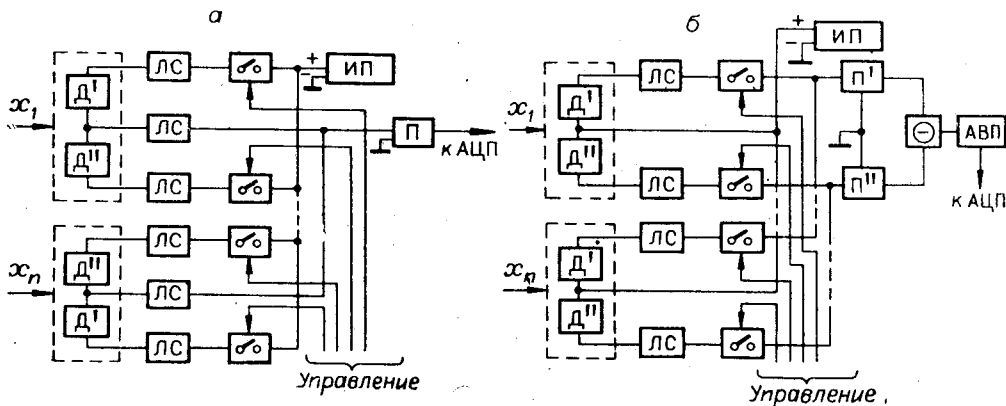 а
+
−
ИП
ЛС
x₁
Д'
ЛС
П
к АЦП
Д''
ЛС
Д''
ЛС
xₙ
ЛС
Д'
ЛС
Управление
б
+
−
ИП
ЛС
П'
x₁
Д'
Д''
АВП
ЛС
П''
к АЦП
ЛС
xₙ
Д'
Д''
ЛС
Управление